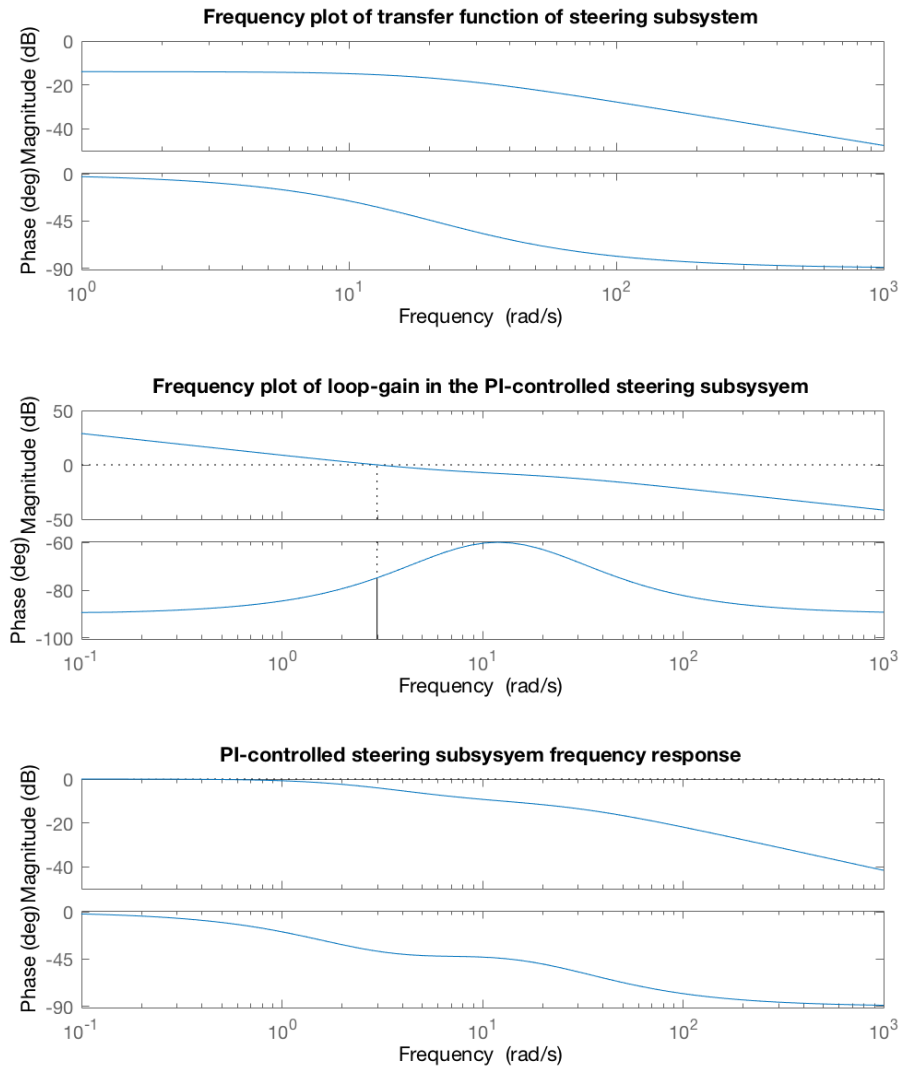 Frequency plot of transfer function of steering subsystem
Magnitude (dB)
0
-20
-40
Phase (deg)
0
-45
-90
10^0
10^1
10^2
10^3
Frequency (rad/s)
Frequency plot of loop-gain in the PI-controlled steering subsysyem
Magnitude (dB)
50
0
-50
Phase (deg)
-60
-80
-100
10^-1
10^0
10^1
10^2
10^3
Frequency (rad/s)
PI-controlled steering subsysyem frequency response
Magnitude (dB)
0
-20
-40
Phase (deg)
0
-45
-90
10^-1
10^0
10^1
10^2
10^3
Frequency (rad/s)